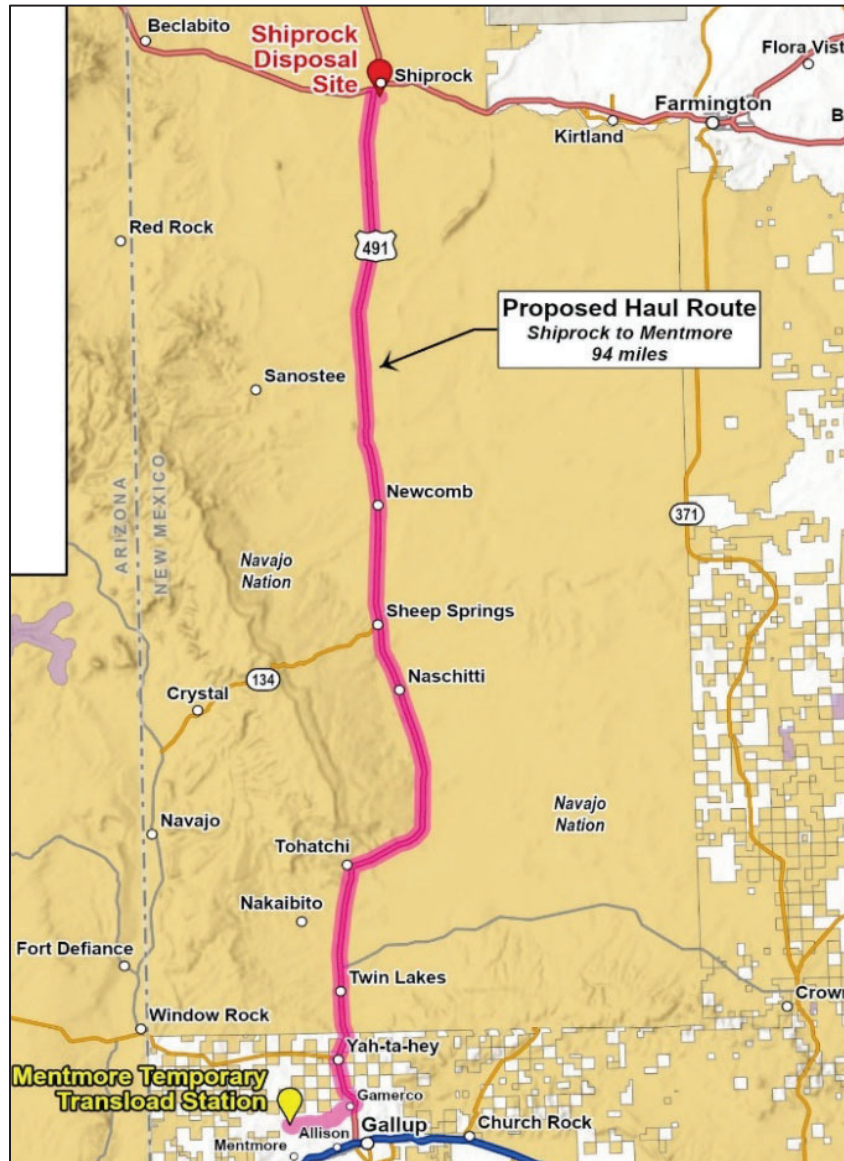 Beclabito
Shiprock
Disposal
Site
Shiprock
Flora Vist
Farmington
Kirtland
B
Red Rock
491
Proposed Haul Route
Shiprock to Mentmore
94 miles
Sanostee
ARIZONA
NEW MEXICO
Newcomb
371
Navajo
Nation
Sheep Springs
134
Naschitti
Crystal
Navajo
Navajo
Nation
Tohatchi
Nakaibito
Fort Defiance
Twin Lakes
Crown
Window Rock
Yah-ta-hey
Mentmore Temporary
Transload Station
Gamerco
Allison
Gallup
Church Rock
Mentmore